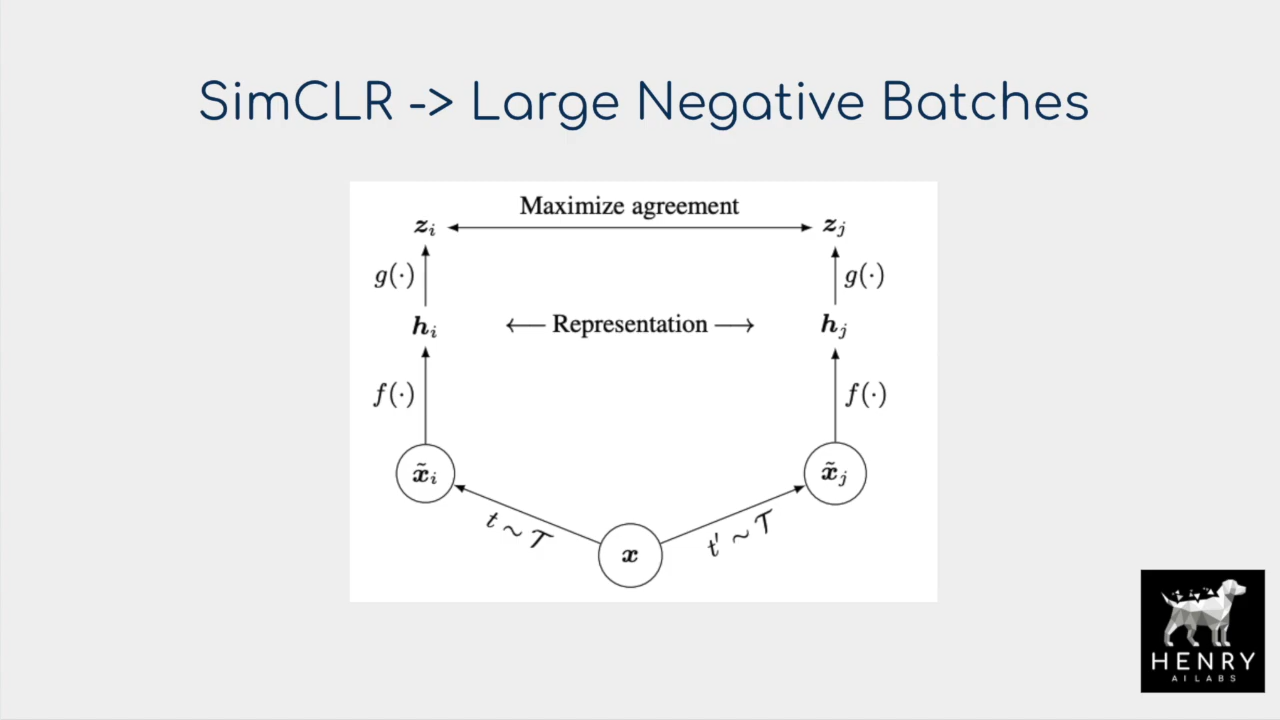 SimCLR -> Large Negative Batches
Maximize agreement
z_i
z_j
g(·)
g(·)
h_i
← Representation →
h_j
f(·)
f(·)
x̃_i
x̃_j
t ~ 𝒯
t′ ~ 𝒯
x
HENRY
AI LABS